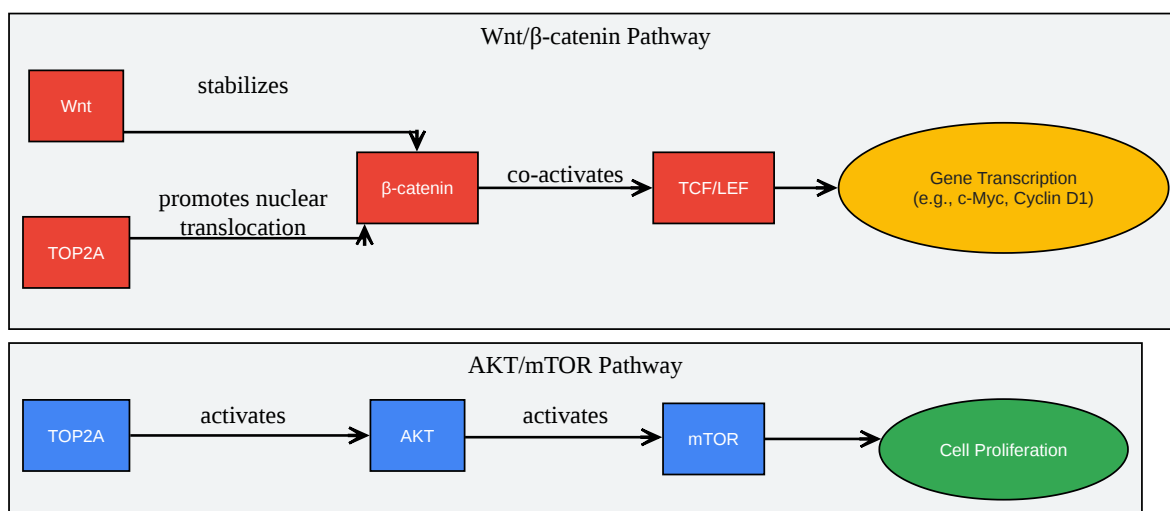 Wnt/β-catenin Pathway
Wnt
stabilizes
β-catenin
co-activates
TCF/LEF
Gene Transcription
(e.g., c-Myc, Cyclin D1)
promotes nuclear
translocation
TOP2A
AKT/mTOR Pathway
TOP2A
activates
AKT
activates
mTOR
Cell Proliferation